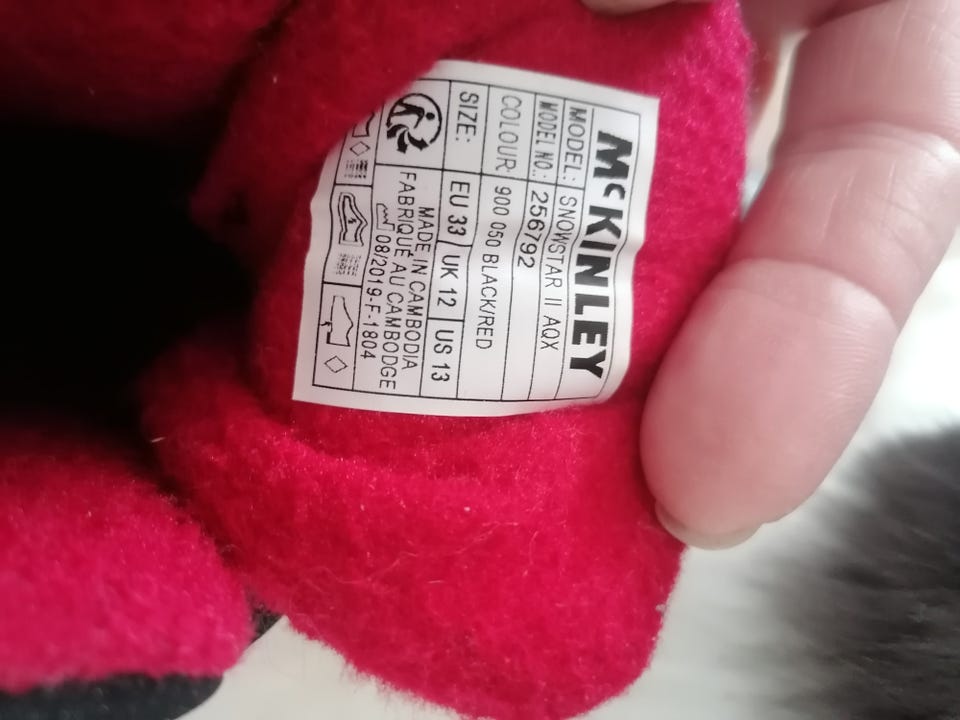 McKINLEY
MODEL: SNOWSTAR II AQX
MODEL NO.: 256792
COLOUR: 900 050 BLACK/RED
SIZE: EU 33 UK 12 US 13
MADE IN CAMBODIA
FABRIQUÉ AU CAMBODGE
08/2019-F-1804